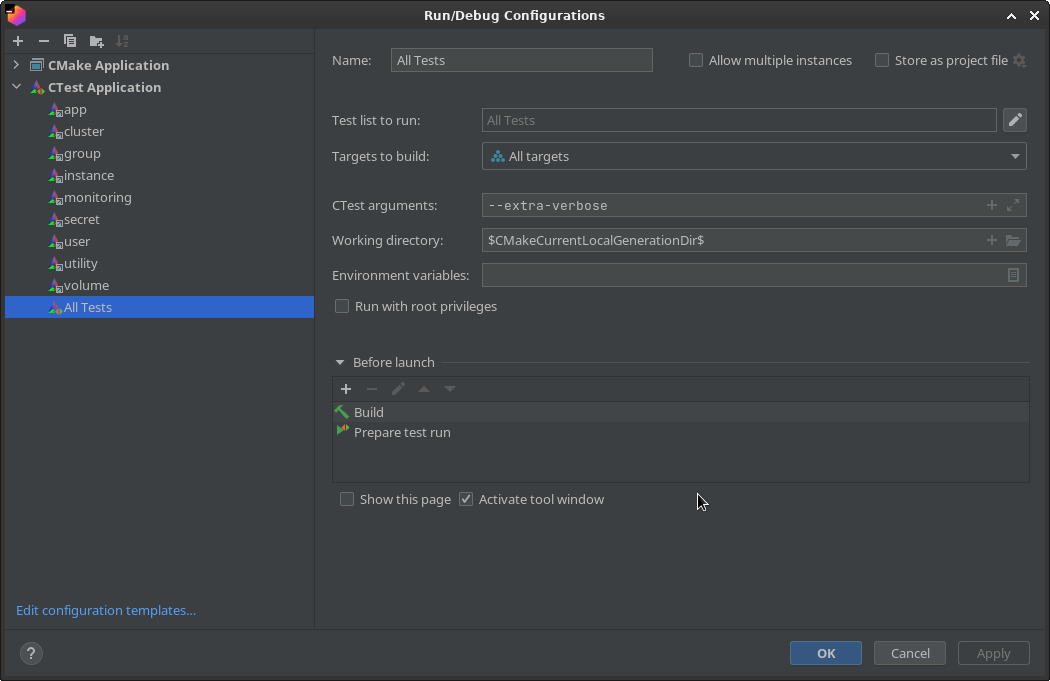 Run/Debug Configurations
CMake Application
CTest Application
app
cluster
group
instance
monitoring
secret
user
utility
volume
All Tests
Edit configuration templates...
Name: All Tests Allow multiple instances Store as project file
Test list to run: All Tests
Targets to build: All targets
CTest arguments: --extra-verbose
Working directory: $CMakeCurrentLocalGenerationDir$
Environment variables:
Run with root privileges
Before launch
Build
Prepare test run
Show this page Activate tool window
? OK Cancel Apply